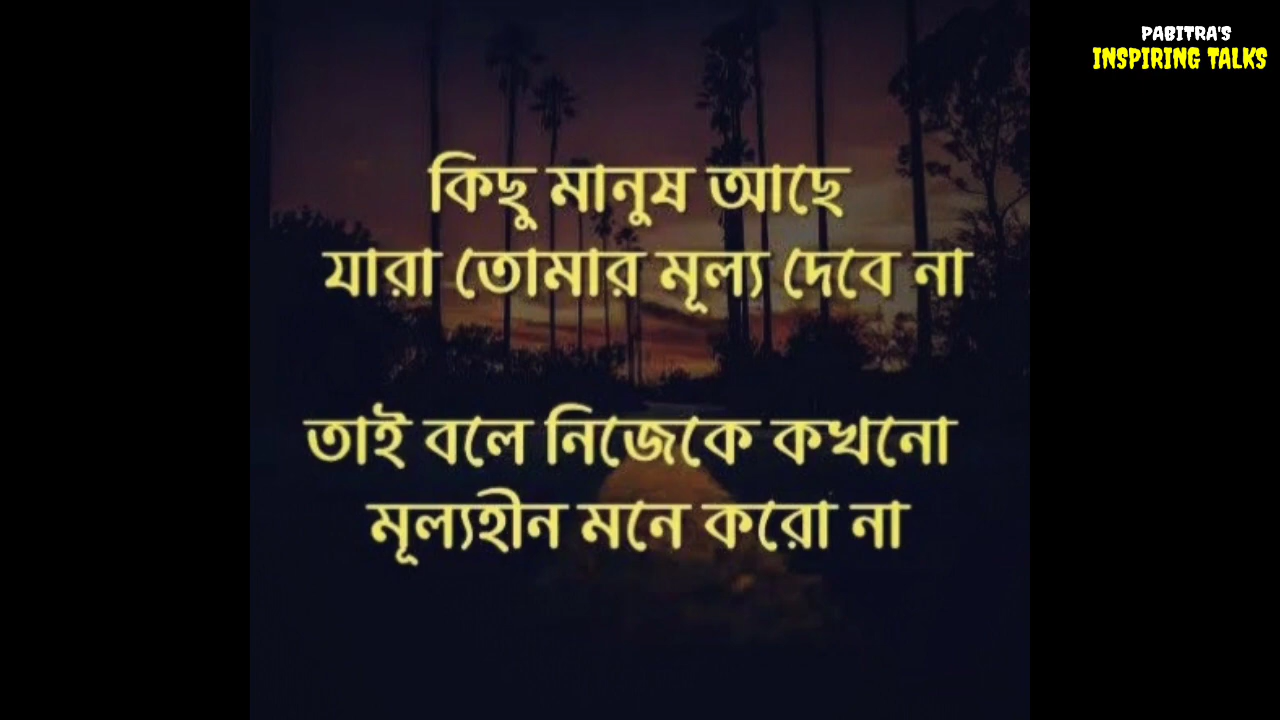 PABITRA'S
INSPIRING TALKS
কিছু মানুষ আছে
যারা তোমার মূল্য দেবে না
তাই বলে নিজেকে কখনো
মূল্যহীন মনে করো না